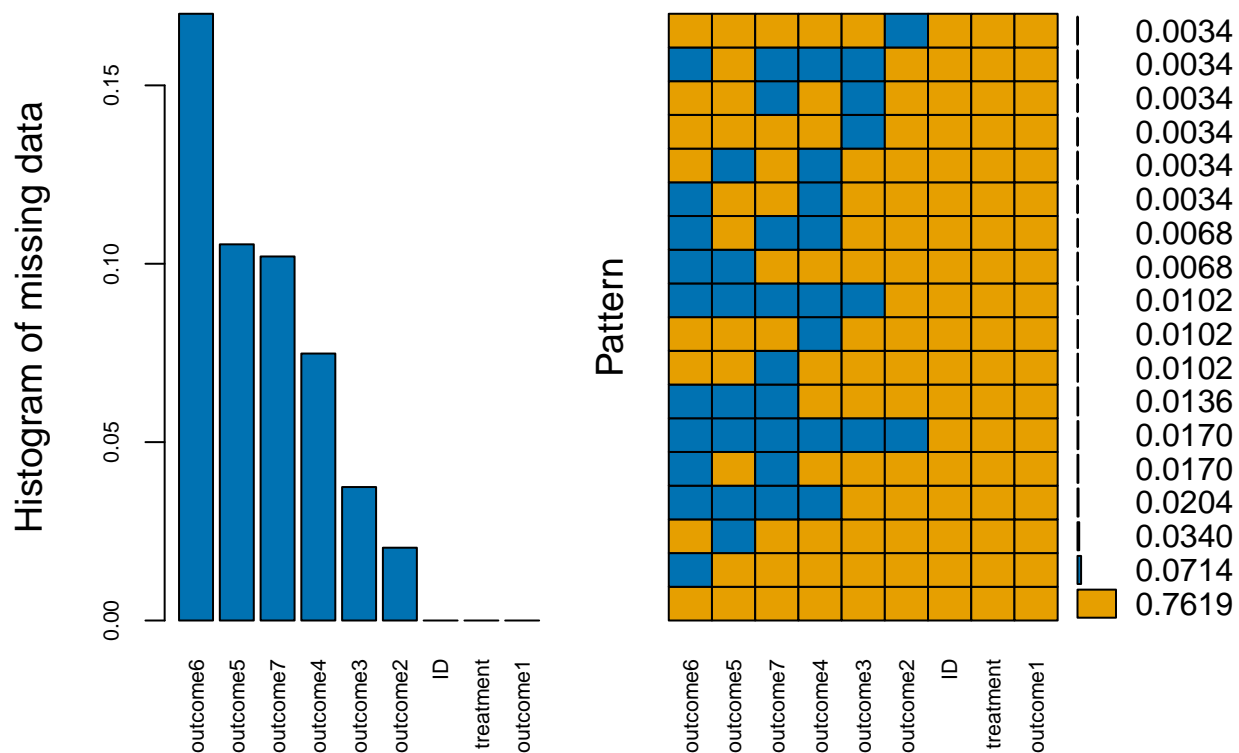 Histogram of missing data
0.15
0.10
0.05
0.00
outcome6
outcome5
outcome7
outcome4
outcome3
outcome2
ID
treatment
outcome1
Pattern
outcome6
outcome5
outcome7
outcome4
outcome3
outcome2
ID
treatment
outcome1
0.0034
0.0034
0.0034
0.0034
0.0034
0.0034
0.0068
0.0068
0.0102
0.0102
0.0102
0.0136
0.0170
0.0170
0.0204
0.0340
0.0714
0.7619